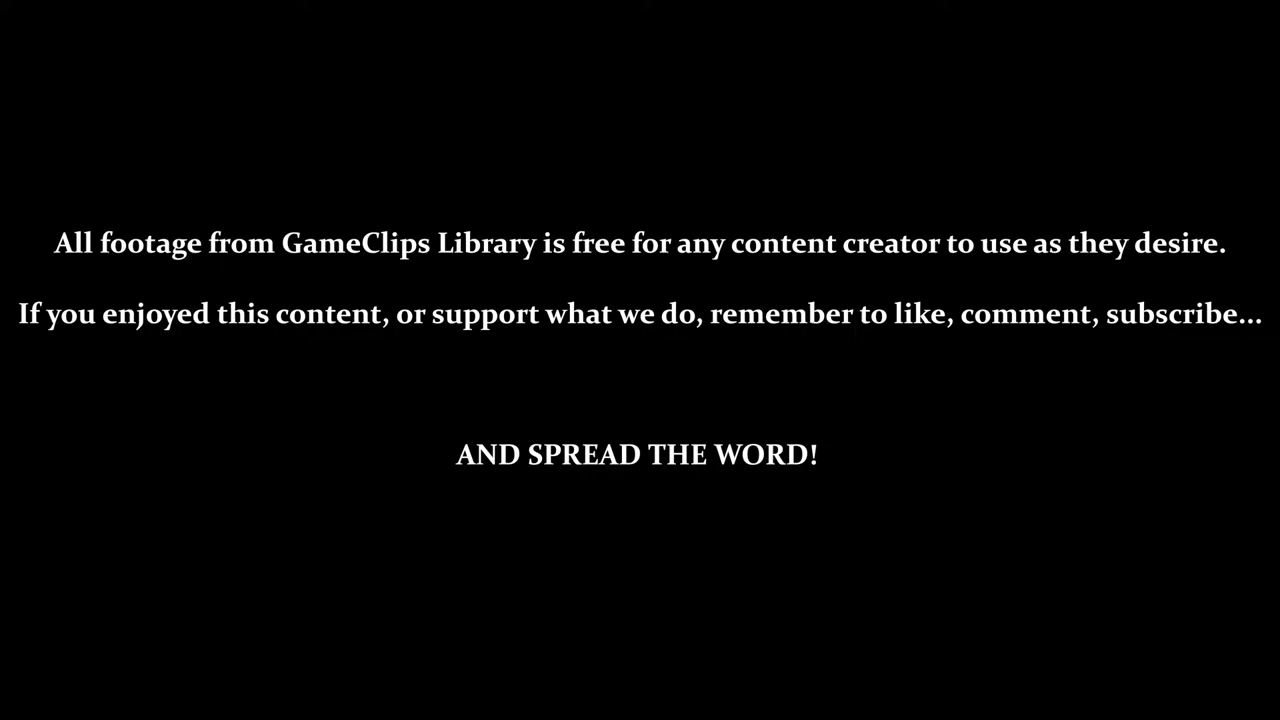 All footage from GameClips Library is free for any content creator to use as they desire.
If you enjoyed this content, or support what we do, remember to like, comment, subscribe...
AND SPREAD THE WORD!